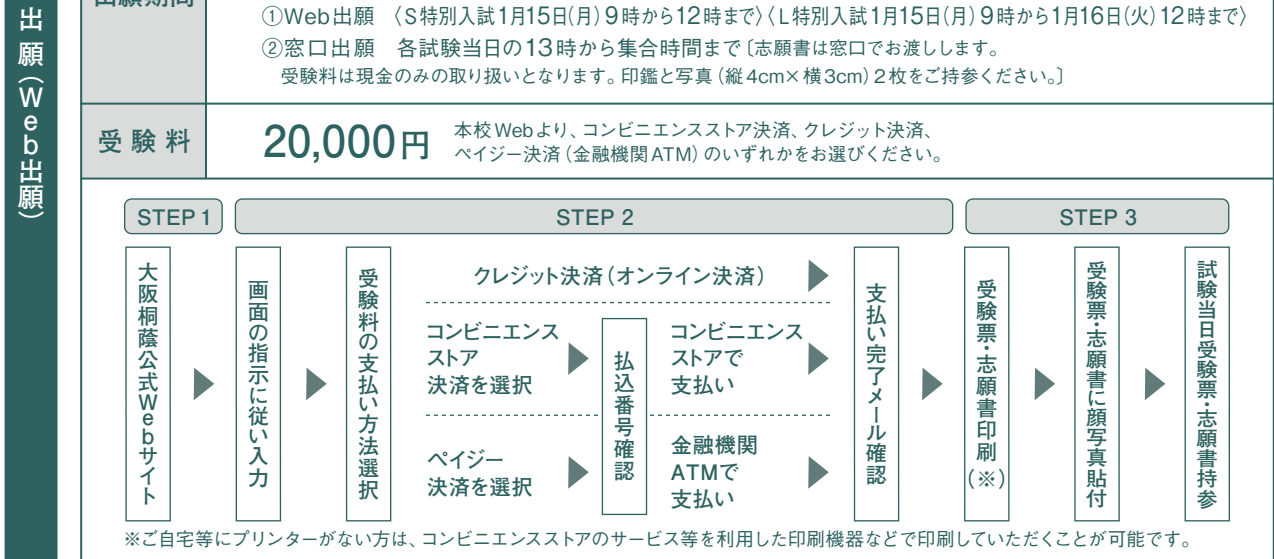 出願（Web出願）
出願期間
①Web出願 〈S特別入試1月15日(月)9時から12時まで〉〈L特別入試1月15日(月)9時から1月16日(火)12時まで〉
②窓口出願 各試験当日の13時から集合時間まで〔志願書は窓口でお渡しします。
受験料は現金のみの取り扱いとなります。印鑑と写真（縦4cm×横3cm）2枚をご持参ください。〕
受験料
20,000円
本校Webより、コンビニエンスストア決済、クレジット決済、
ペイジー決済（金融機関ATM）のいずれかをお選びください。
STEP 1
STEP 2
STEP 3
大阪桐蔭公式Webサイト
画面の指示に従い入力
受験料の支払い方法選択
クレジット決済（オンライン決済）
コンビニエンス
ストア
決済を選択
ペイジー
決済を選択
払込番号確認
コンビニエンス
ストアで
支払い
金融機関
ATMで
支払い
支払い完了メール確認
受験票・志願書印刷（※）
受験票・志願書に顔写真貼付
試験当日受験票・志願書持参
※ご自宅等にプリンターがない方は、コンビニエンスストアのサービス等を利用した印刷機器などで印刷していただくことが可能です。